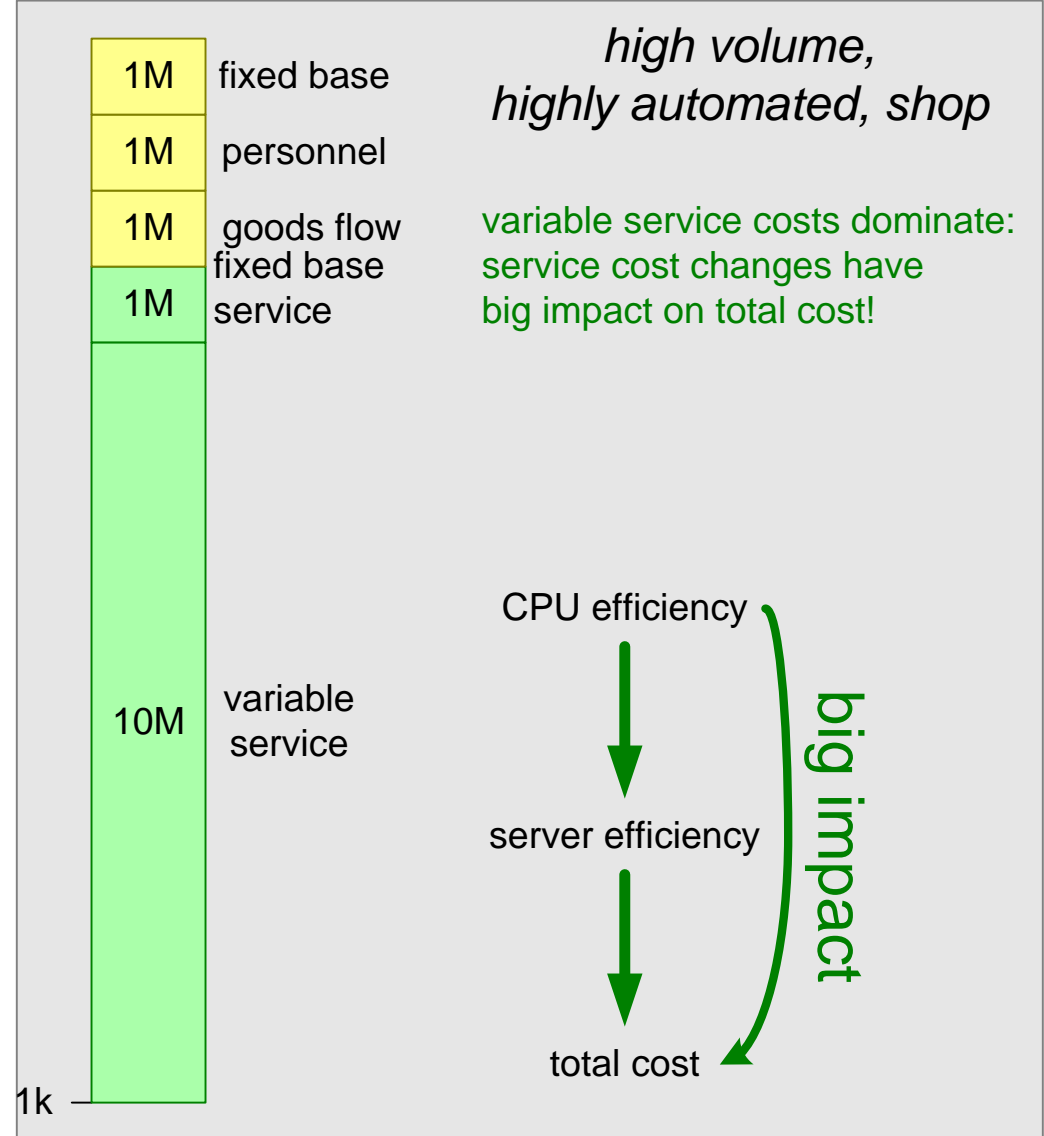 high volume,
highly automated, shop
1M fixed base
1M personnel
1M goods flow
fixed base
1M service
variable service costs dominate:
service cost changes have
big impact on total cost!
10M
variable
service
CPU efficiency
server efficiency
total cost
big impact
1k